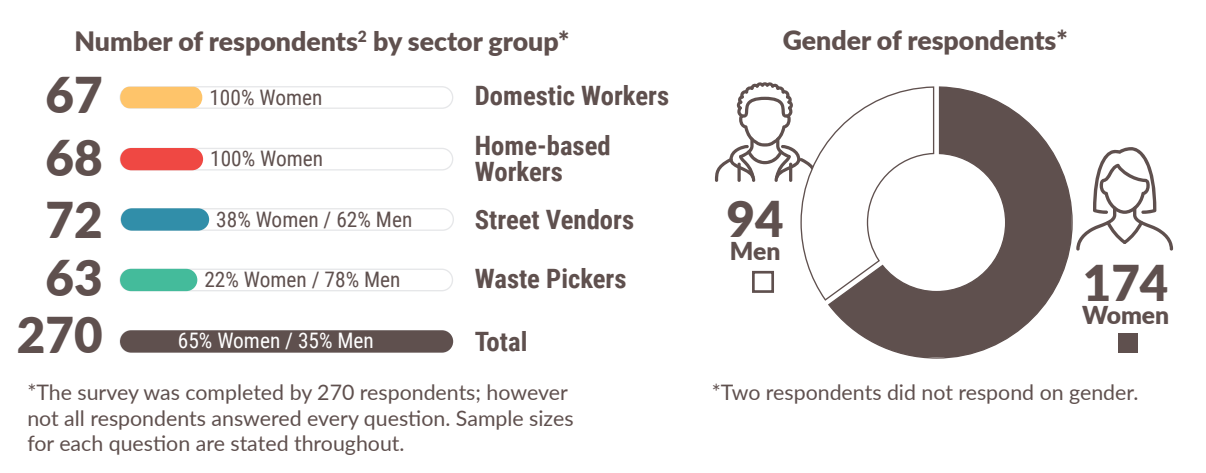 Number of respondents² by sector group*
67
100% Women
Domestic Workers
68
100% Women
Home-based
Workers
72
38% Women / 62% Men
Street Vendors
63
22% Women / 78% Men
Waste Pickers
270
65% Women / 35% Men
Total
*The survey was completed by 270 respondents; however
not all respondents answered every question. Sample sizes
for each question are stated throughout.
Gender of respondents*
94
Men
174
Women
*Two respondents did not respond on gender.